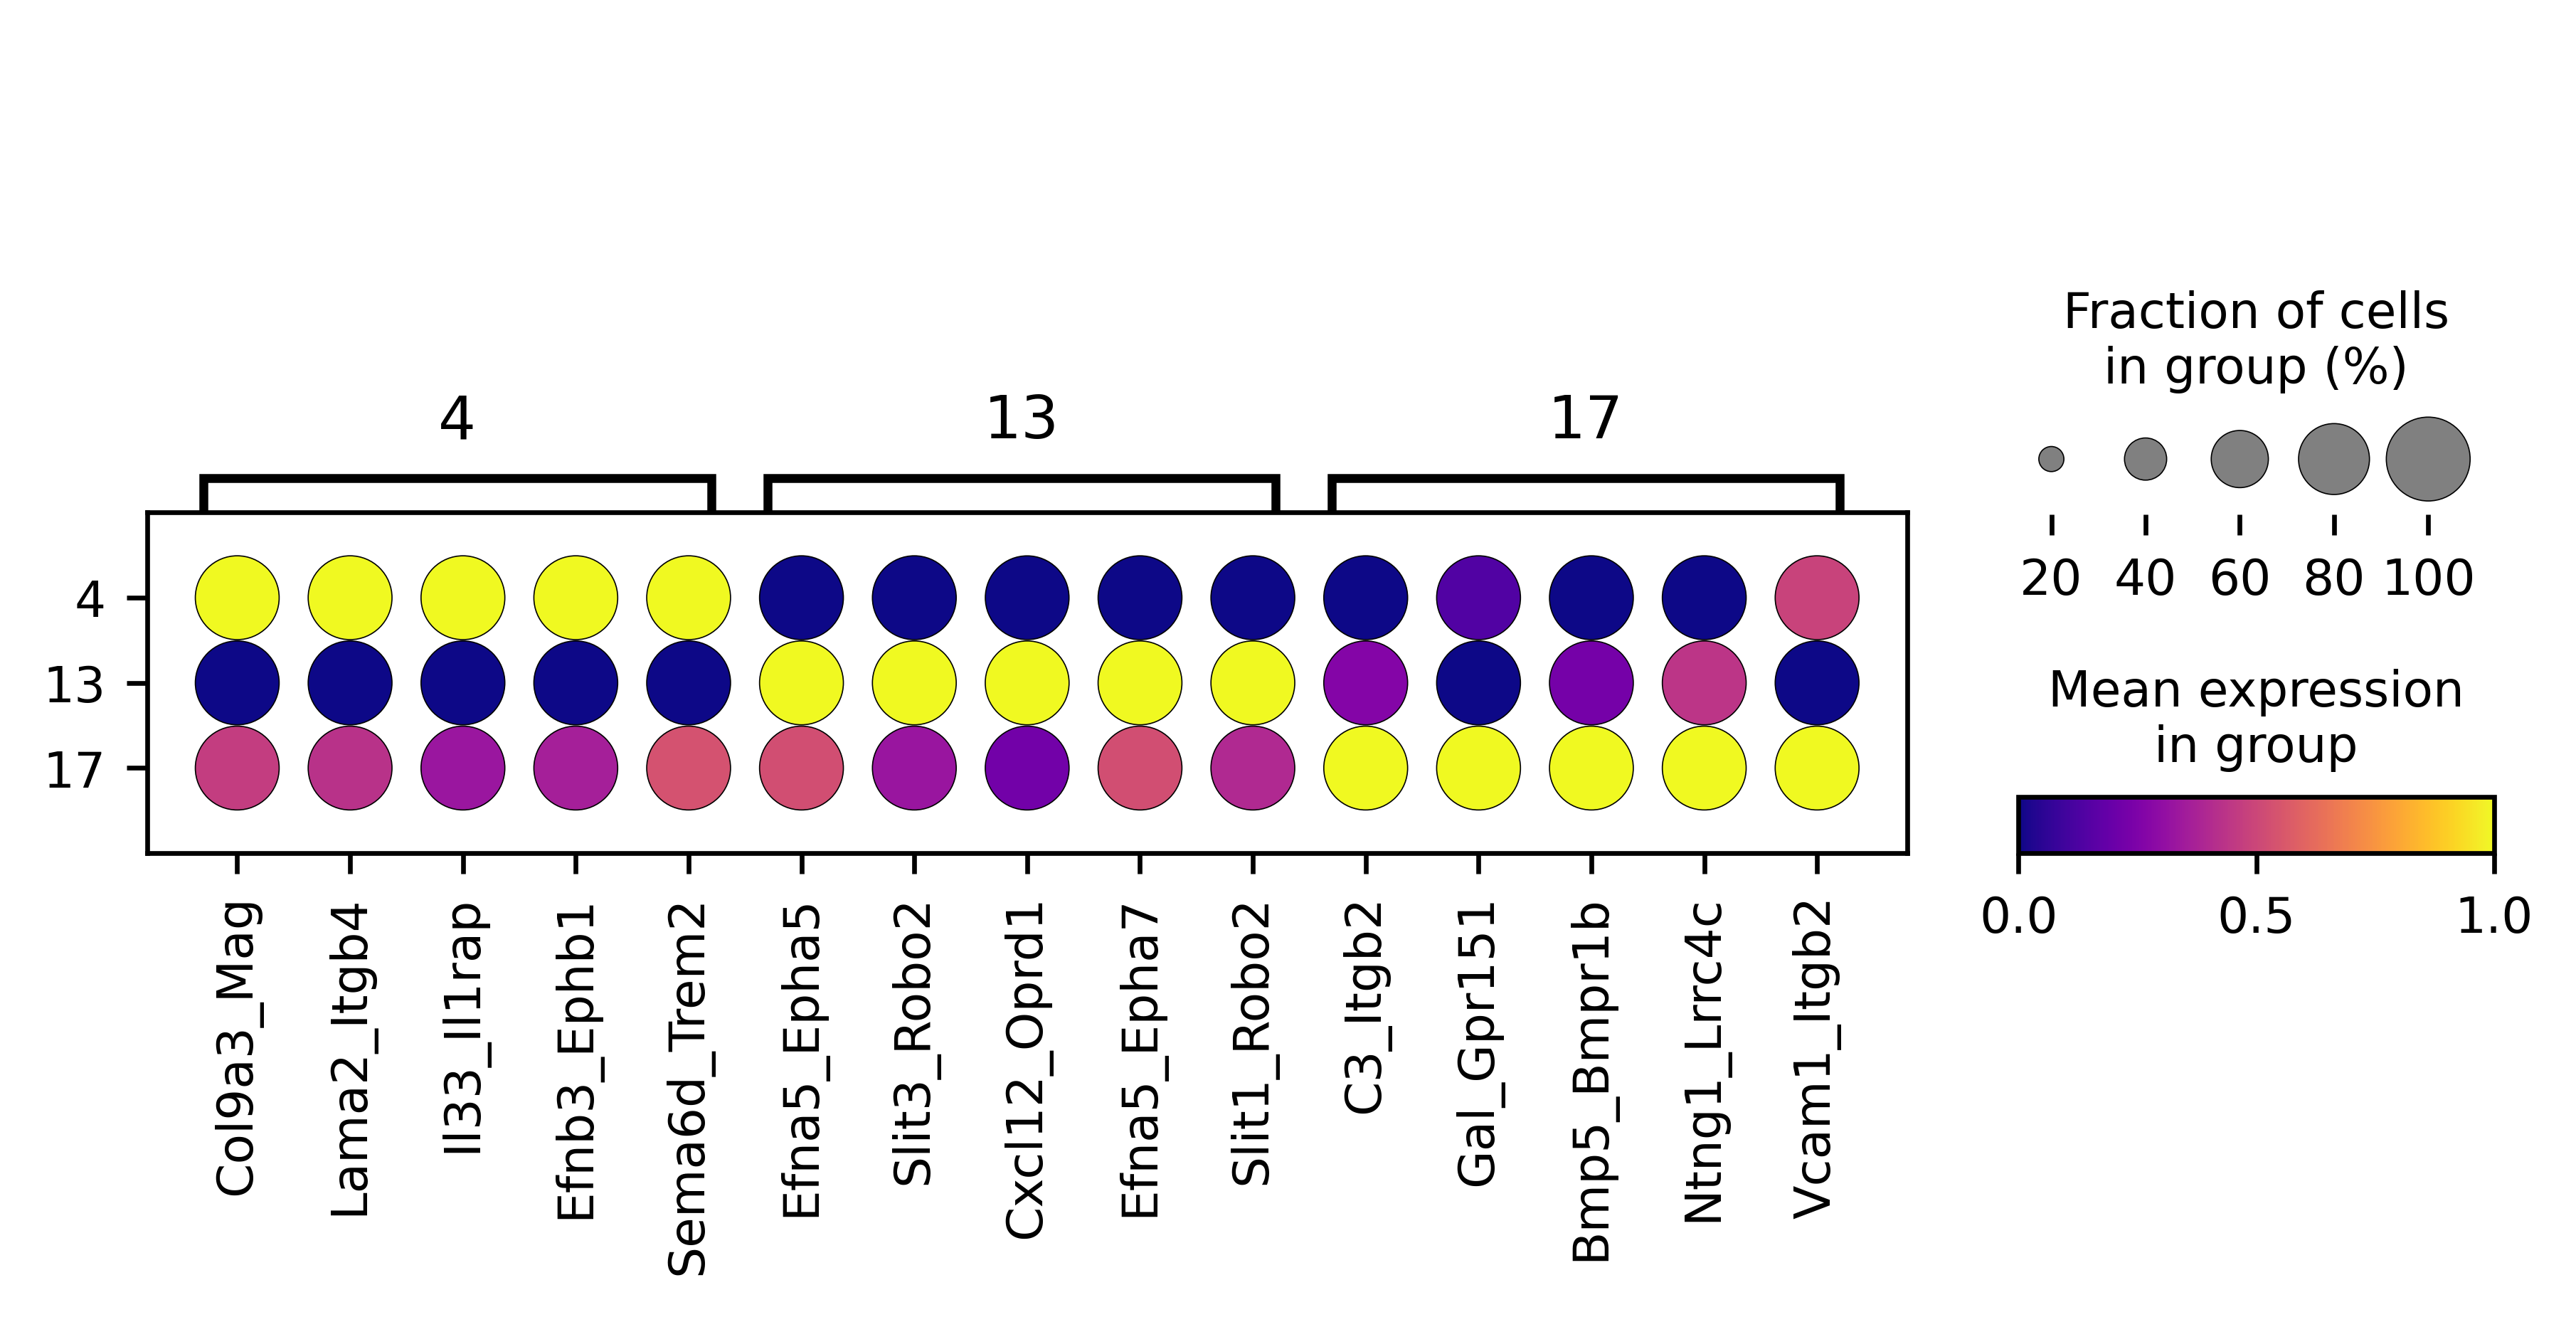 Fraction of cells
in group (%)
20 40 60 80 100
Mean expression
in group
0.0 0.5 1.0
4 13 17
4
13
17
Col9a3_Mag
Lama2_Itgb4
Il33_Il1rap
Efnb3_Ephb1
Sema6d_Trem2
Efna5_Epha5
Slit3_Robo2
Cxcl12_Oprd1
Efna5_Epha7
Slit1_Robo2
C3_Itgb2
Gal_Gpr151
Bmp5_Bmpr1b
Ntng1_Lrrc4c
Vcam1_Itgb2